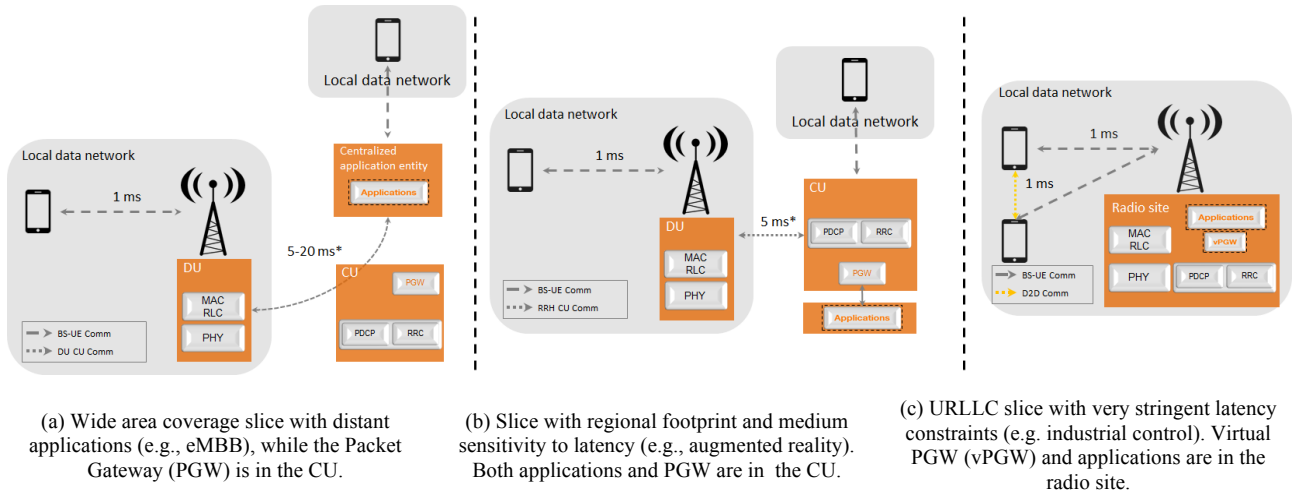 Local data network
Local data network
1 ms
Centralized
application entity
Applications
5-20 ms*
DU
MAC
RLC
PHY
CU
PGW
PDCP
RRC
BS-UE Comm
DU CU Comm
(a) Wide area coverage slice with distant
applications (e.g., eMBB), while the Packet
Gateway (PGW) is in the CU.
Local data network
Local data network
1 ms
DU
MAC
RLC
PHY
5 ms*
CU
PDCP
RRC
PGW
Applications
BS-UE Comm
RRH CU Comm
(b) Slice with regional footprint and medium
sensitivity to latency (e.g., augmented reality).
Both applications and PGW are in the CU.
Local data network
1 ms
1 ms
Radio site
Applications
MAC
RLC
vPGW
PHY
PDCP
RRC
BS-UE Comm
D2D Comm
(c) URLLC slice with very stringent latency
constraints (e.g. industrial control). Virtual
PGW (vPGW) and applications are in the
radio site.